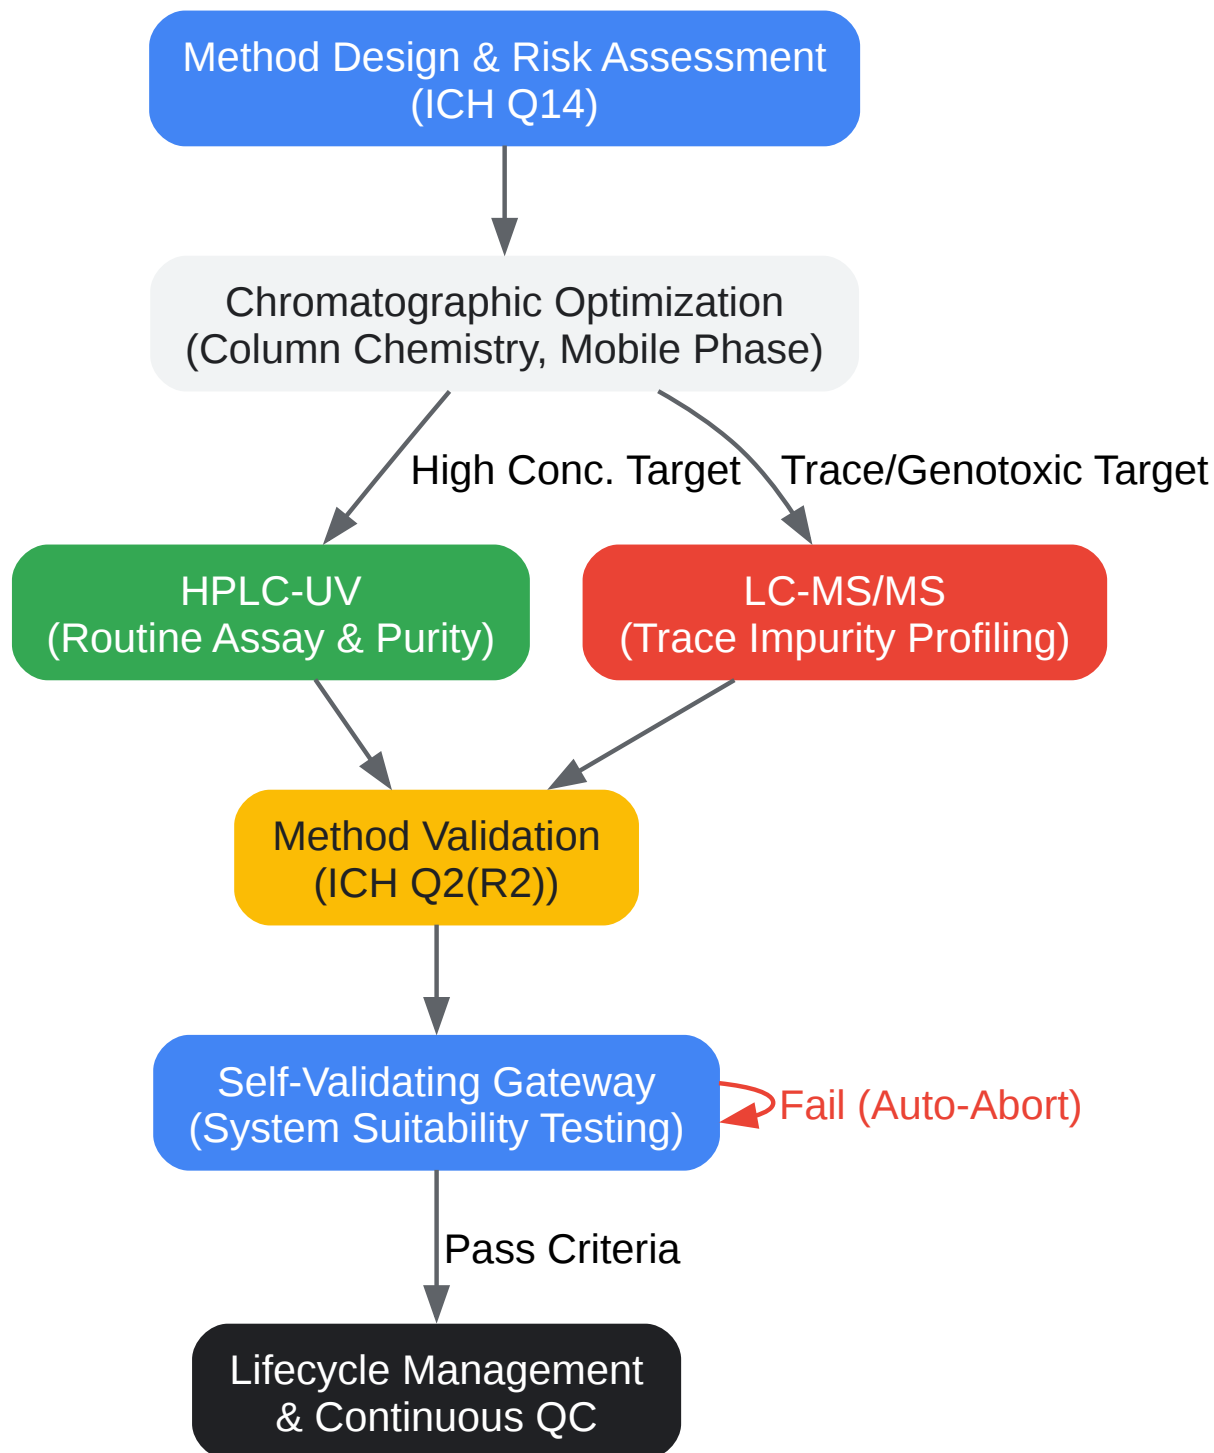 Method Design & Risk Assessment
(ICH Q14)
Chromatographic Optimization
(Column Chemistry, Mobile Phase)
High Conc. Target
Trace/Genotoxic Target
HPLC-UV
(Routine Assay & Purity)
LC-MS/MS
(Trace Impurity Profiling)
Method Validation
(ICH Q2(R2))
Self-Validating Gateway
(System Suitability Testing)
Fail (Auto-Abort)
Pass Criteria
Lifecycle Management
& Continuous QC